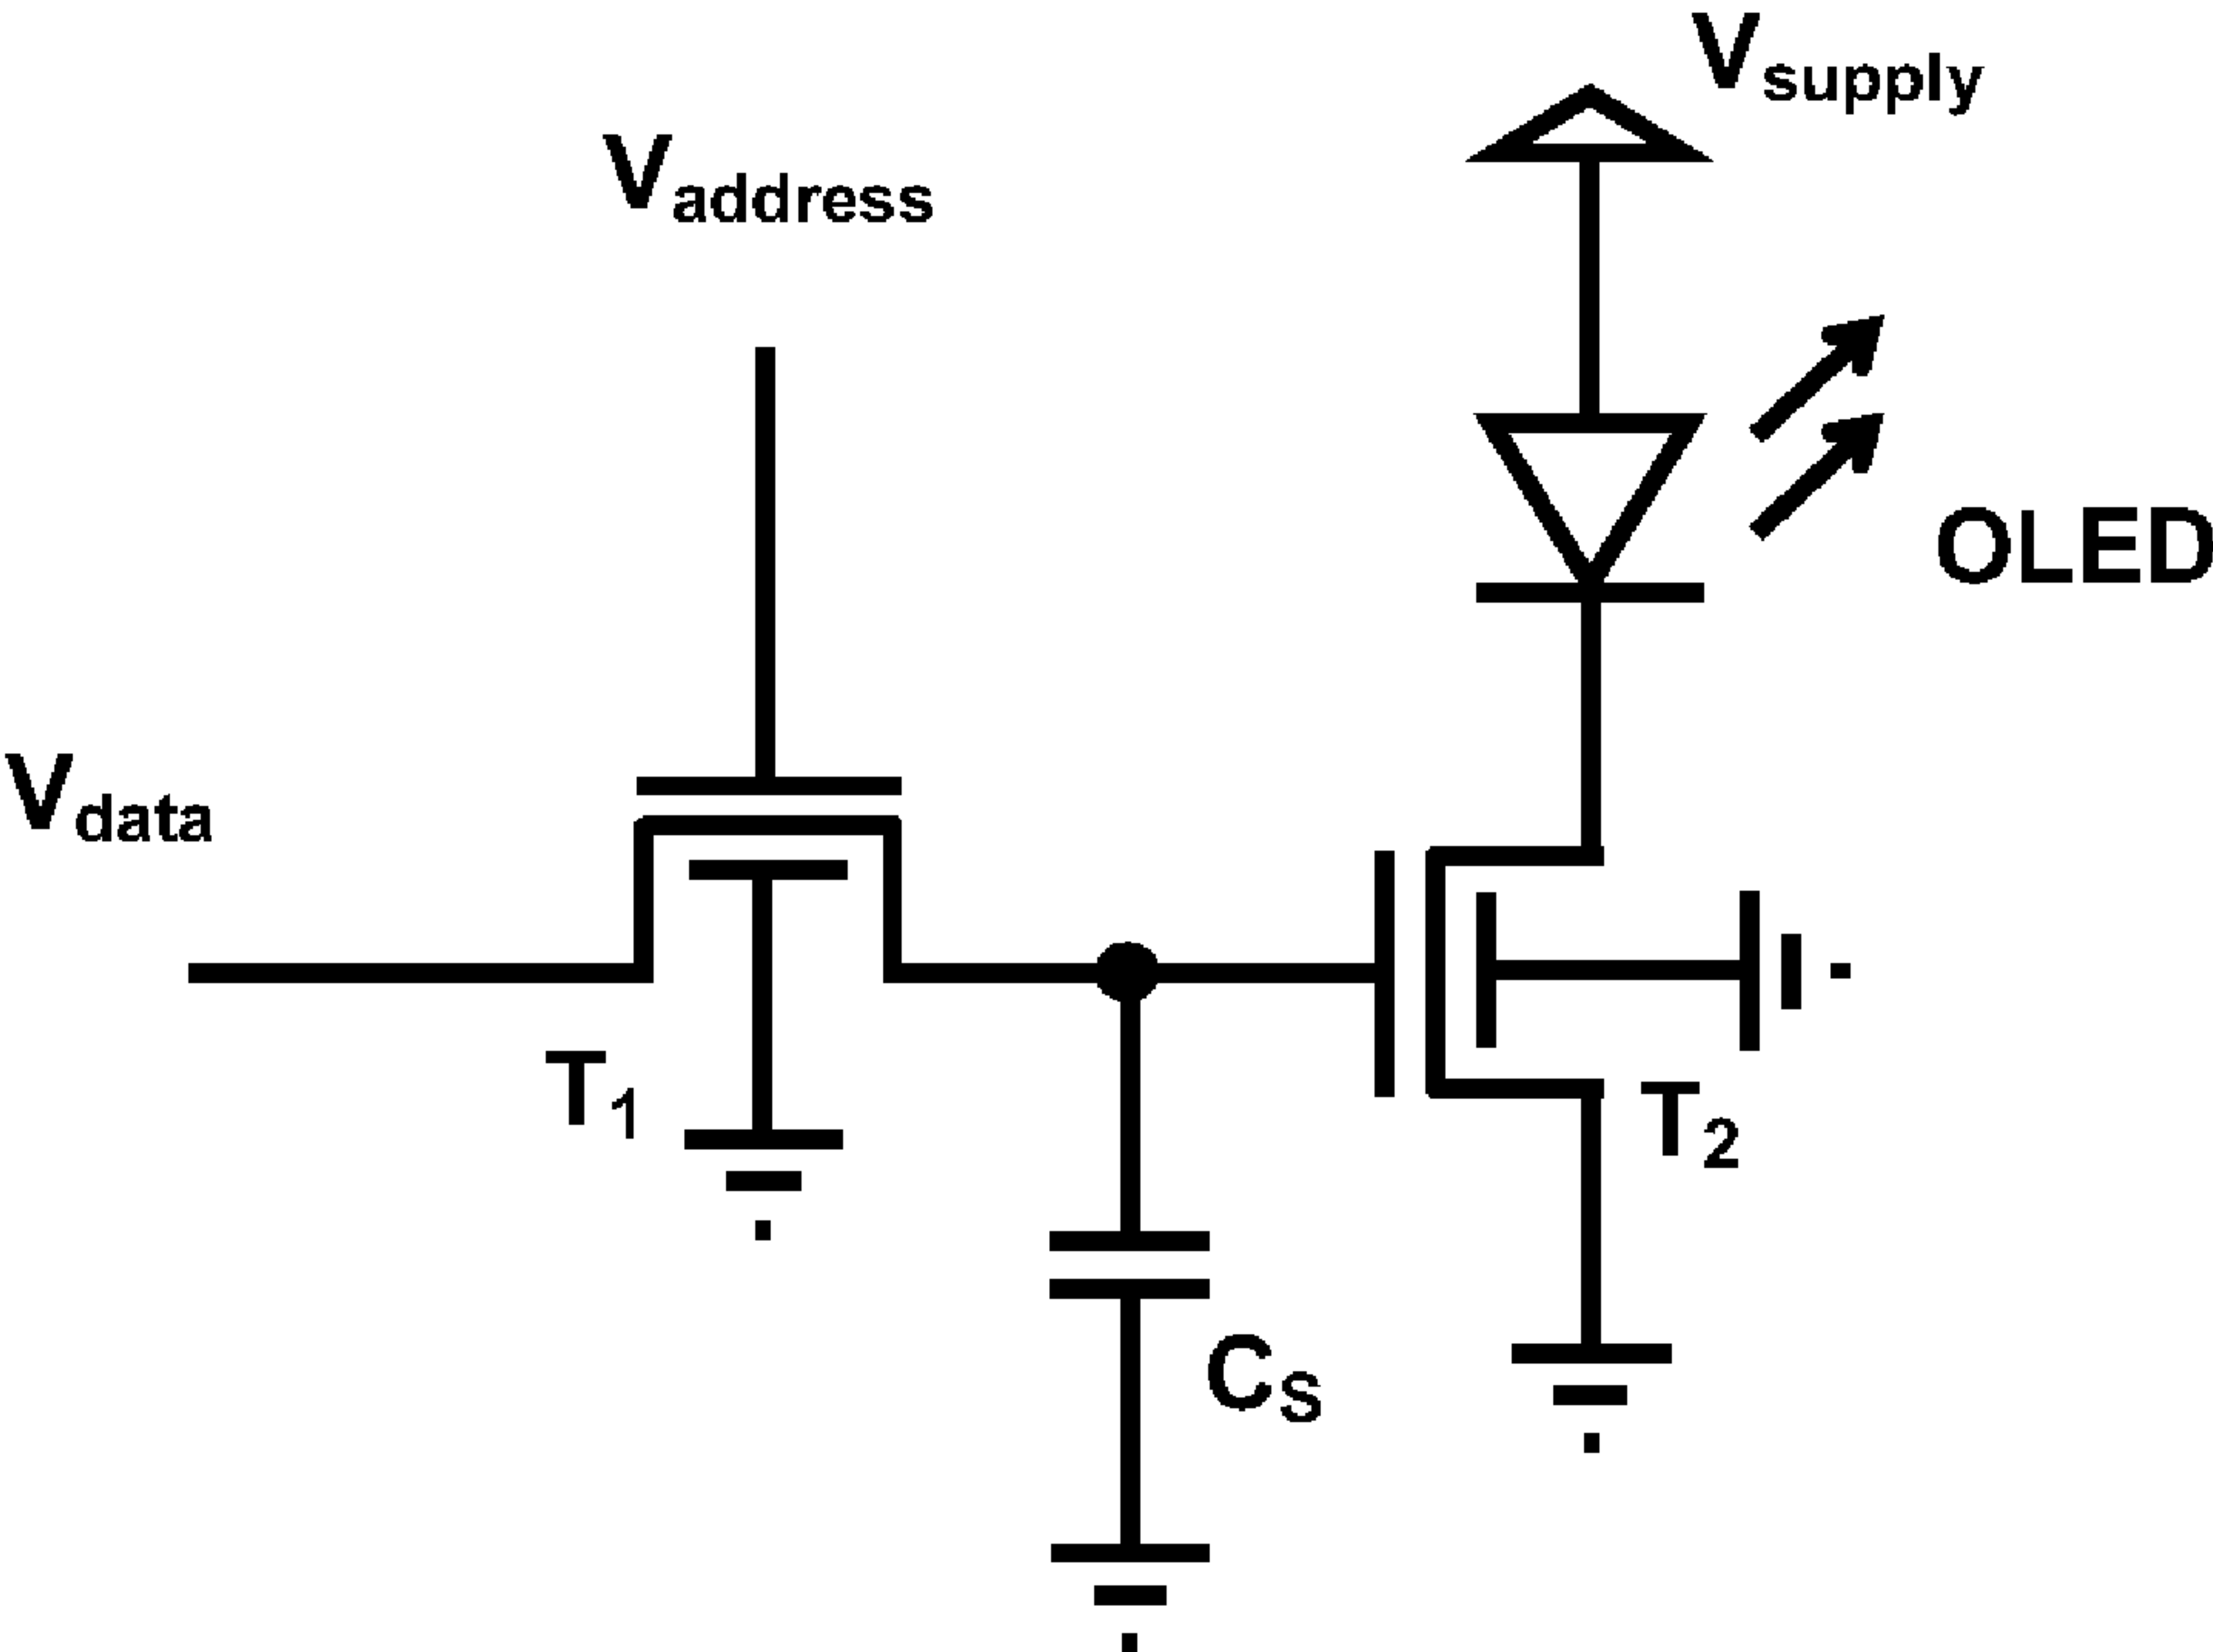 Vsupply
Vaddress
OLED
Vdata
T1
T2
CS